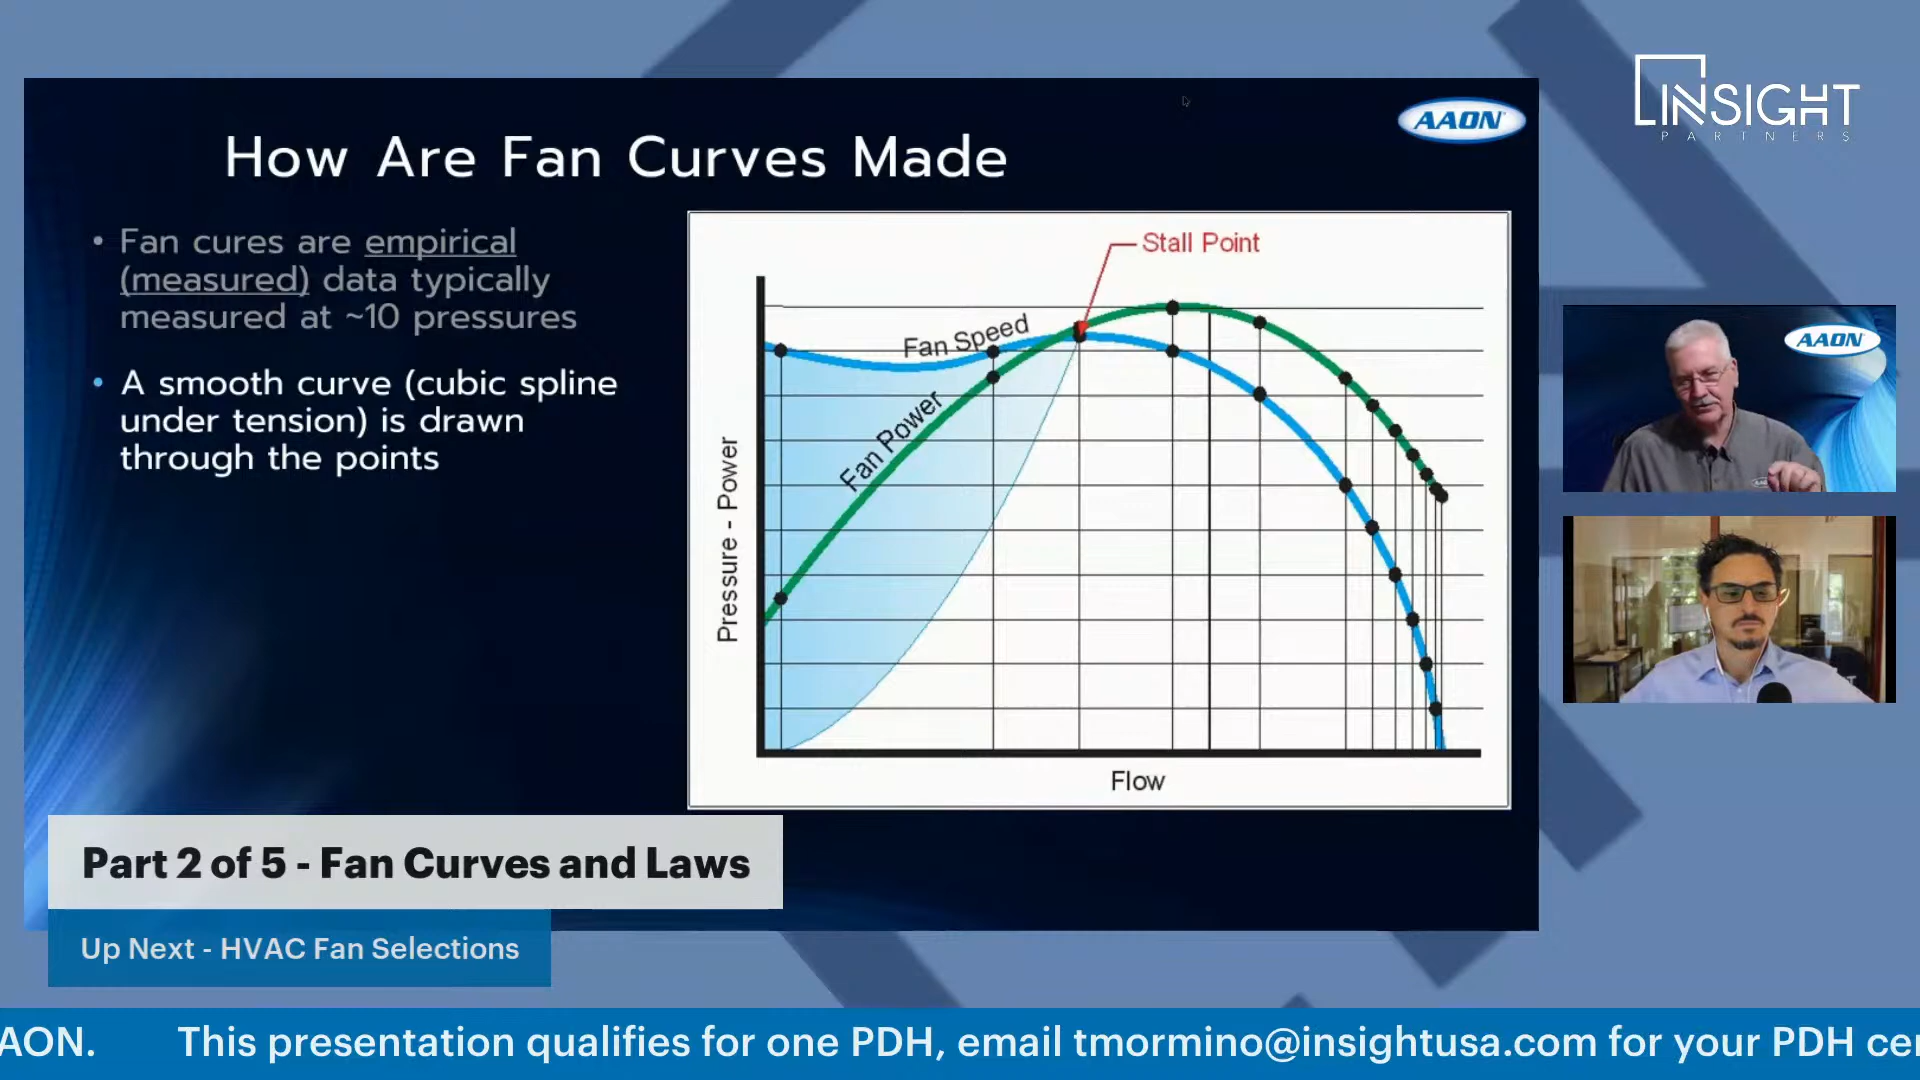 INSIGHT
PARTNERS
AAON
How Are Fan Curves Made
• Fan cures are empirical
(measured) data typically
measured at ~10 pressures
• A smooth curve (cubic spline
under tension) is drawn
through the points
Stall Point
Fan Speed
Fan Power
Pressure - Power
Flow
AAON
Part 2 of 5 - Fan Curves and Laws
Up Next - HVAC Fan Selections
AON. This presentation qualifies for one PDH, email tmormino@insightusa.com for your PDH cer